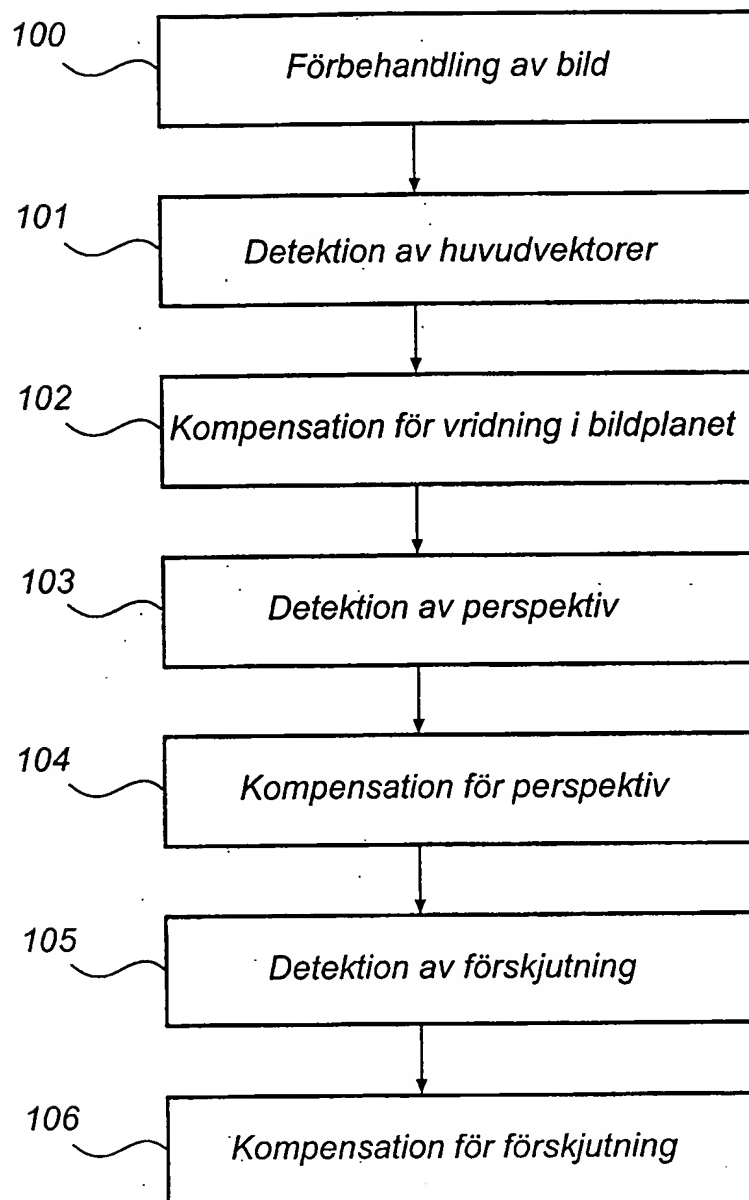 100
Förbehandling av bild
101
Detektion av huvudvektorer
102
Kompensation för vridning i bildplanet
103
Detektion av perspektiv
104
Kompensation för perspektiv
105
Detektion av förskjutning
106
Kompensation för förskjutning